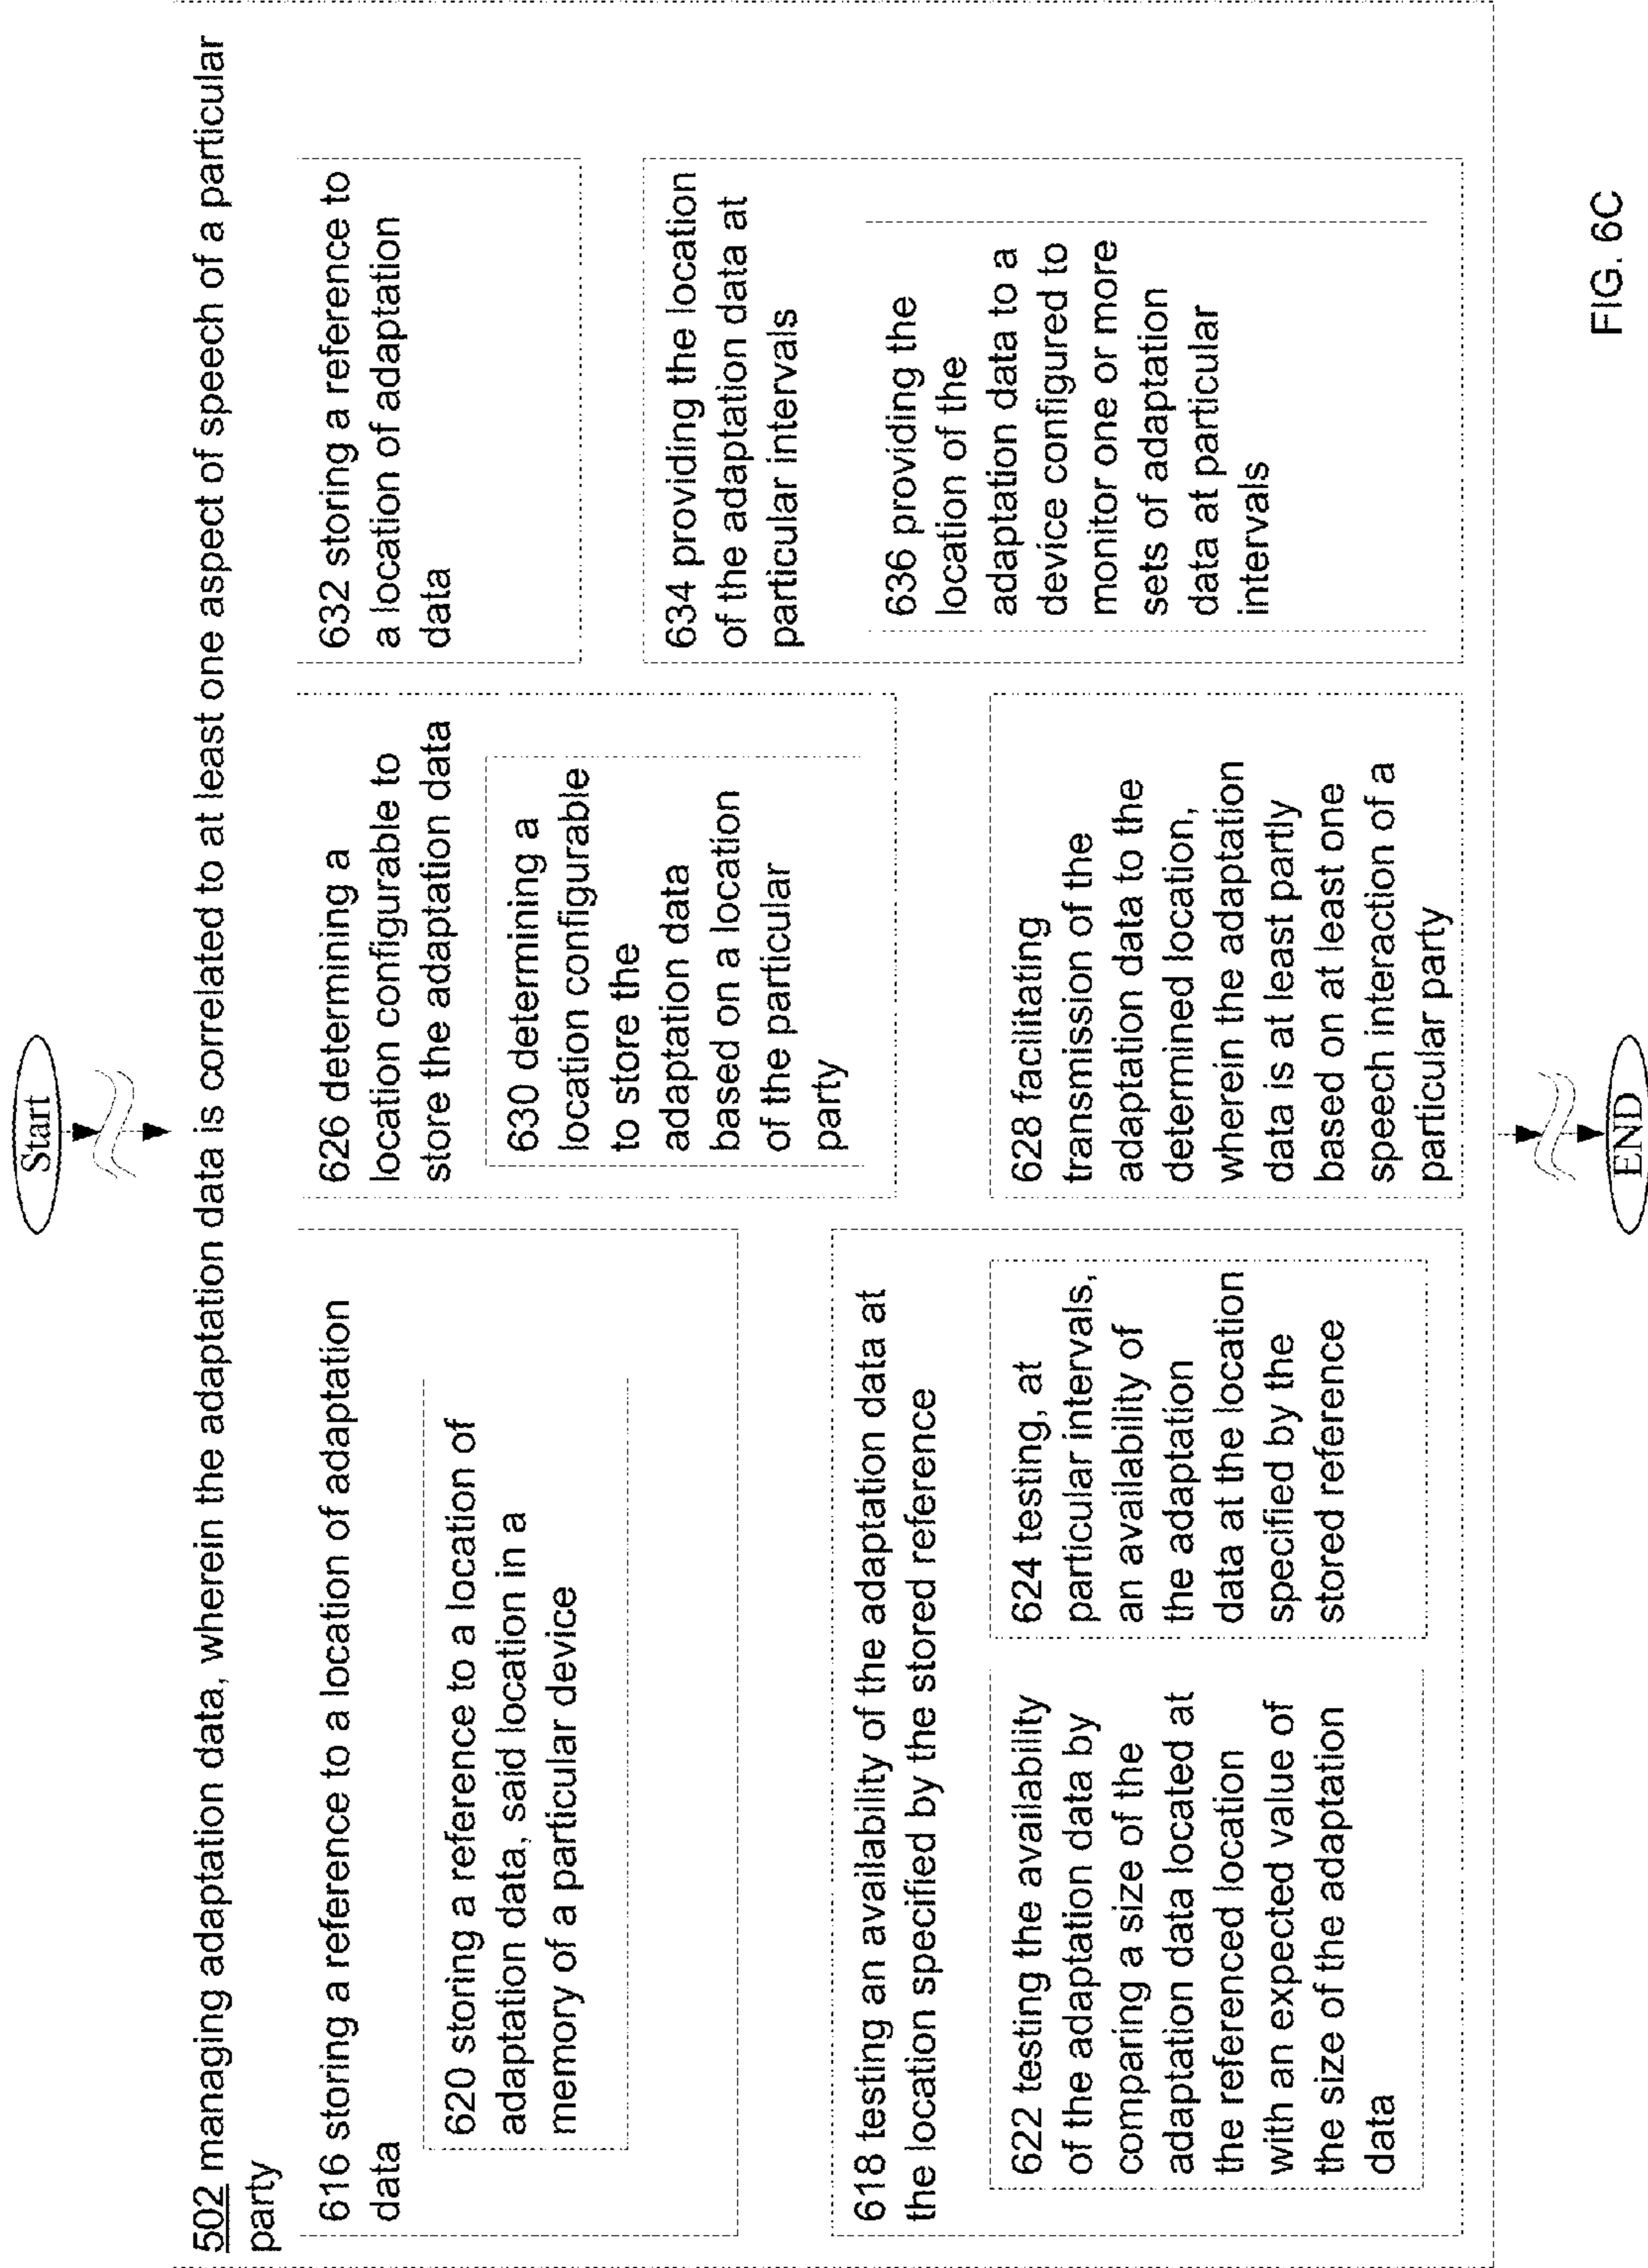 Start
502 managing adaptation data, wherein the adaptation data is correlated to at least one aspect of speech of a particular
party
616 storing a reference to a location of adaptation
data
620 storing a reference to a location of
adaptation data, said location in a
memory of a particular device
618 testing an availability of the adaptation data at
the location specified by the stored reference
622 testing the availability
of the adaptation data by
comparing a size of the
adaptation data located at
the referenced location
with an expected value of
the size of the adaptation
data
624 testing, at
particular intervals,
an availability of
the adaptation
data at the location
specified by the
stored reference
626 determining a
location configurable to
store the adaptation data
630 determining a
location configurable
to store the
adaptation data
based on a location
of the particular
party
628 facilitating
transmission of the
adaptation data to the
determined location,
wherein the adaptation
data is at least partly
based on at least one
speech interaction of a
particular party
632 storing a reference to
a location of adaptation
data
634 providing the location
of the adaptation data at
particular intervals
636 providing the
location of the
adaptation data to a
device configured to
monitor one or more
sets of adaptation
data at particular
intervals
END
FIG. 6C